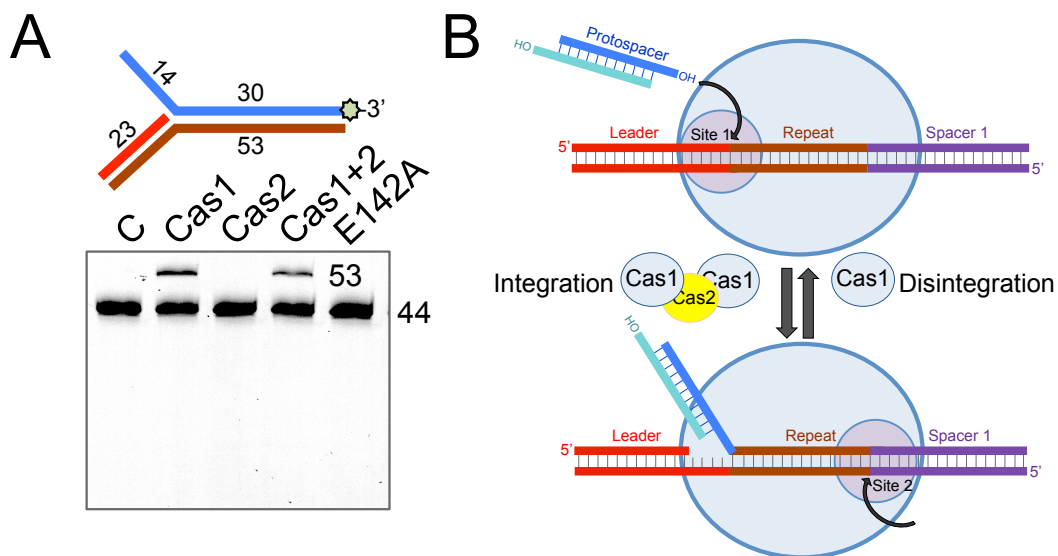 A
14
30
3'
23
53
C
Cas1
Cas2
Cas1+2
E142A
53
44
B
HO
Protospacer
OH
Leader
Site 1
Repeat
Spacer 1
5'
5'
Integration
Cas1
Cas2
Cas1
Cas1
Disintegration
HO
Leader
Repeat
Spacer 1
5'
Site 2
5'